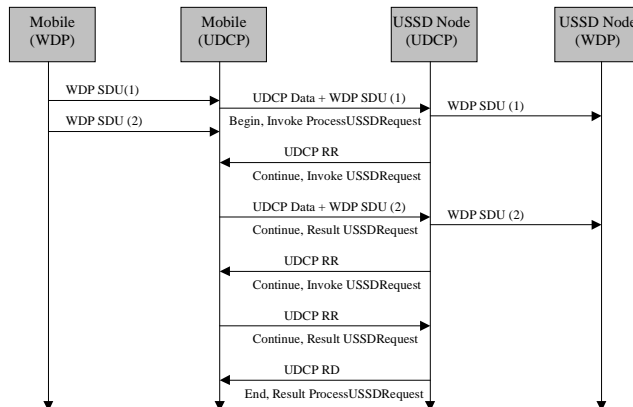 Mobile
(WDP)
Mobile
(UDCP)
USSD Node
(UDCP)
USSD Node
(WDP)
WDP SDU(1)
UDCP Data + WDP SDU (1)
WDP SDU (1)
WDP SDU (2)
Begin, Invoke ProcessUSSDRequest
UDCP RR
Continue, Invoke USSDRequest
UDCP Data + WDP SDU (2)
WDP SDU (2)
Continue, Result USSDRequest
UDCP RR
Continue, Invoke USSDRequest
UDCP RR
Continue, Result USSDRequest
UDCP RD
End, Result ProcessUSSDRequest